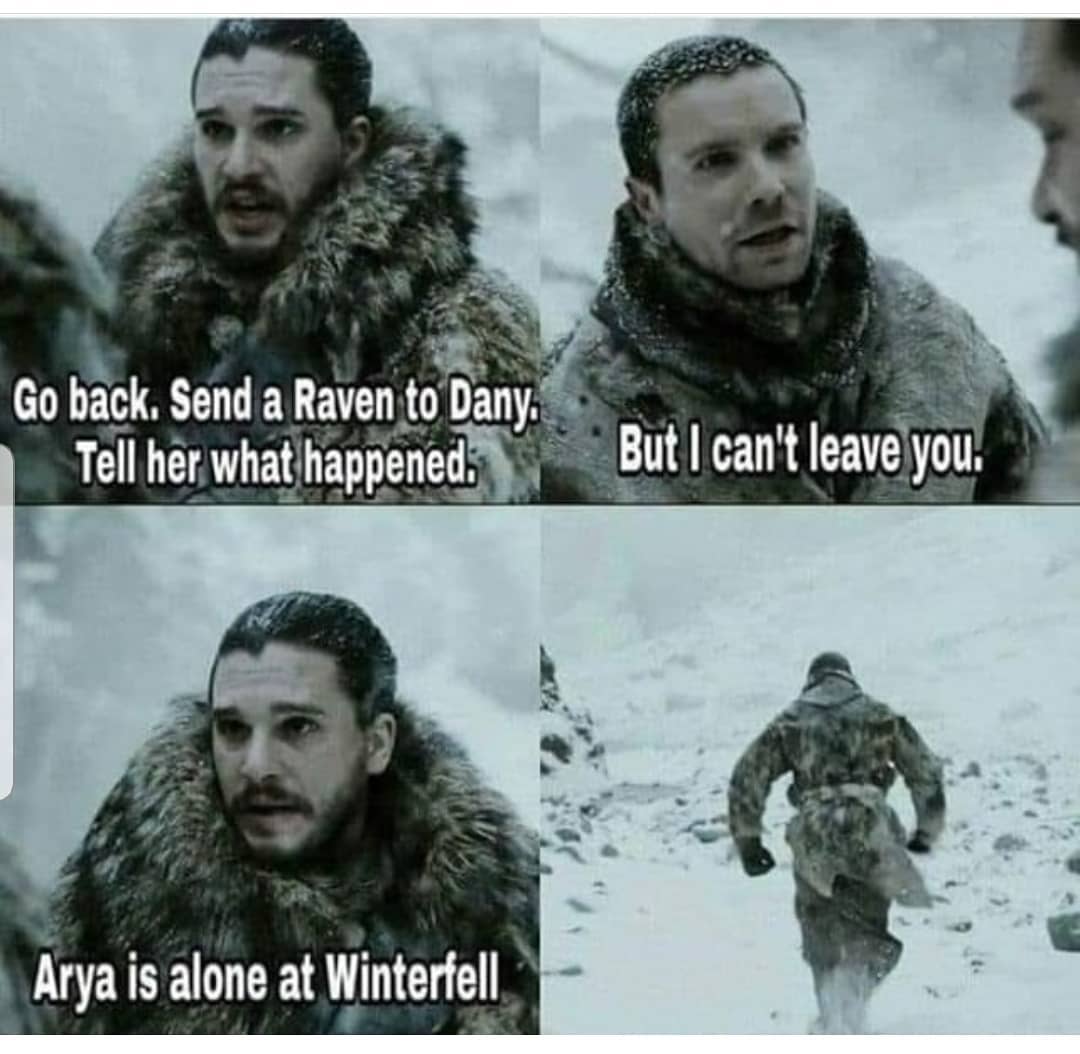 Go back. Send a Raven to Dany.
Tell her what happened.
But I can't leave you.
Arya is alone at Winterfell